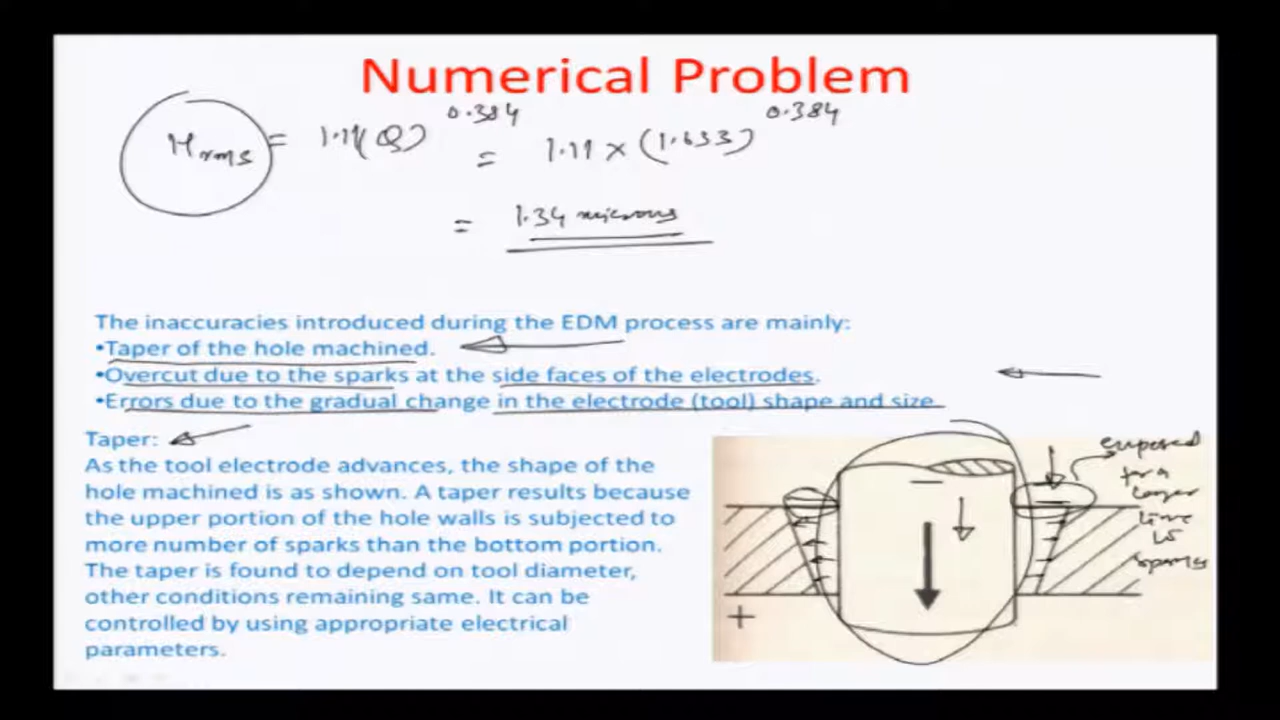 Numerical Problem
Hrms = 1.11(Q)^0.384 = 1.11 × (1.633)^0.384
= 1.34 microns
The inaccuracies introduced during the EDM process are mainly:
•Taper of the hole machined.
•Overcut due to the sparks at the side faces of the electrodes.
•Errors due to the gradual change in the electrode (tool) shape and size
Taper:
As the tool electrode advances, the shape of the
hole machined is as shown. A taper results because
the upper portion of the hole walls is subjected to
more number of sparks than the bottom portion.
The taper is found to depend on tool diameter,
other conditions remaining same. It can be
controlled by using appropriate electrical
parameters.
−
+
exposed
for a
larger
time
to
sparks